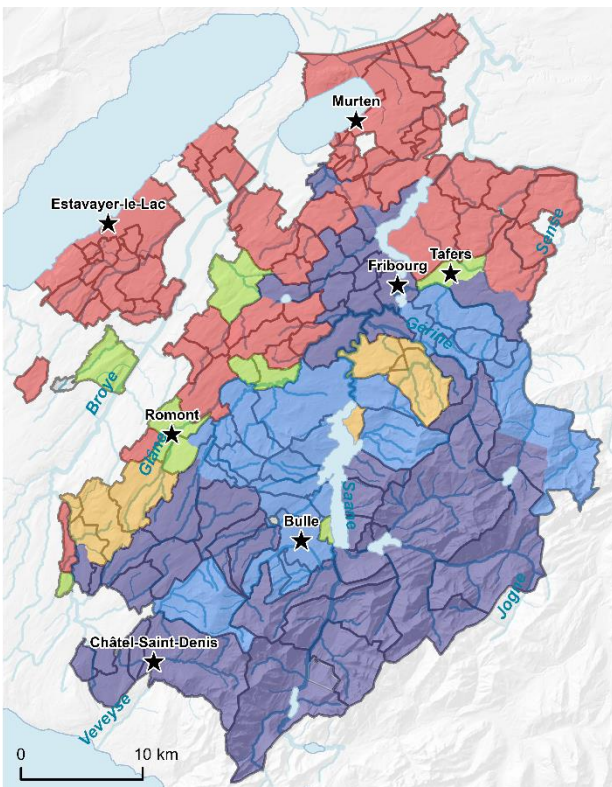 Murten
Estavayer-le-Lac
Sense
Tafers
Fribourg
Gérine
Broye
Romont
Glâne
Sarine
Bulle
Jogne
Châtel-Saint-Denis
Veveyse
0
10 km